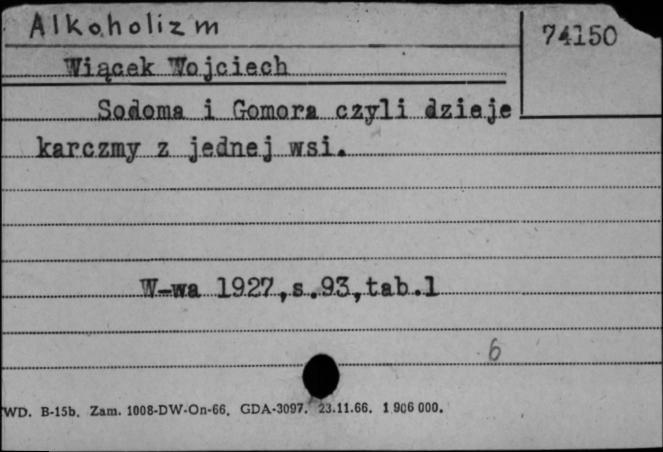 Alkoholizm
74150
Wiącek Wojciech
Sodoma i Gomora czyli dzieje
karczmy z jednej wsi.
W-wa 1927,s.93,tab.1
6
WD. B-15b. Zam. 1008-DW-On-66. GDA-3097. 23.11.66. 1 906 000.